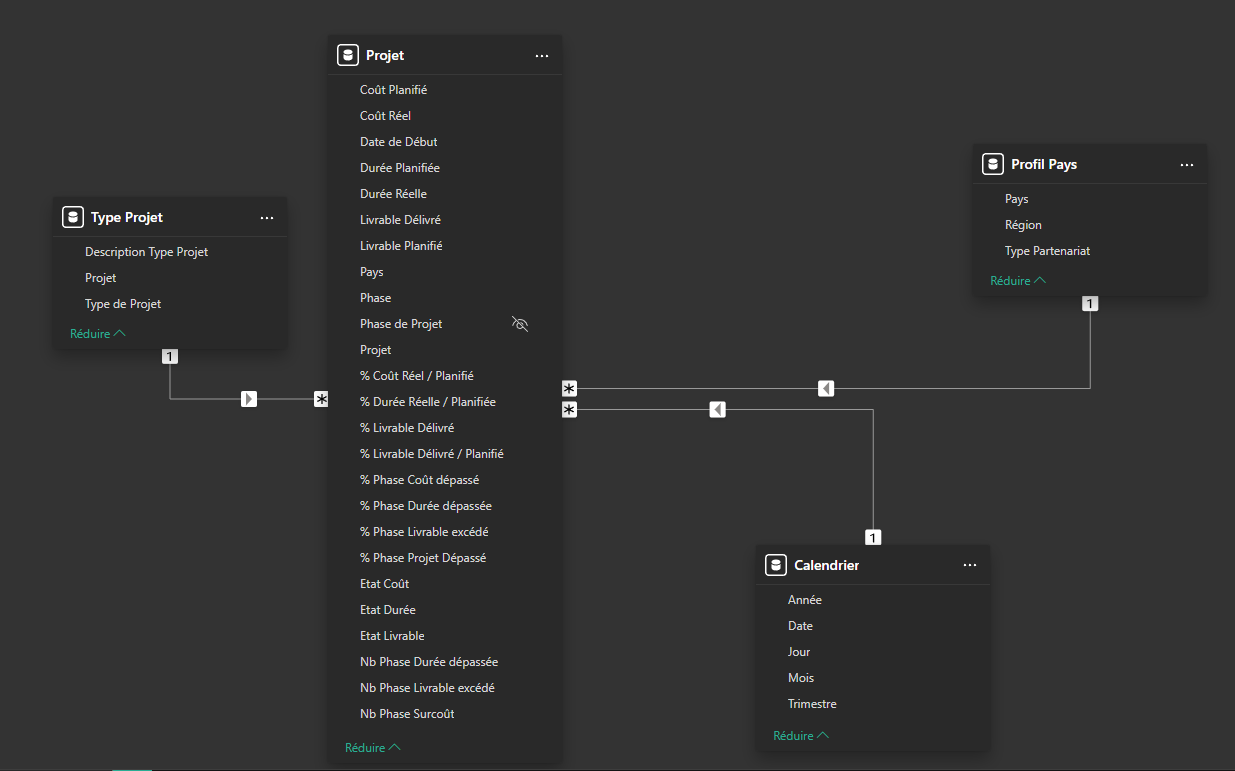 Projet
Coût Planifié
Coût Réel
Date de Début
Durée Planifiée
Durée Réelle
Livrable Délivré
Livrable Planifié
Pays
Phase
Phase de Projet
Projet
% Coût Réel / Planifié
% Durée Réelle / Planifiée
% Livrable Délivré
% Livrable Délivré / Planifié
% Phase Coût dépassé
% Phase Durée dépassée
% Phase Livrable excédé
% Phase Projet Dépassé
Etat Coût
Etat Durée
Etat Livrable
Nb Phase Durée dépassée
Nb Phase Livrable excédé
Nb Phase Surcoût
Réduire
Type Projet
Description Type Projet
Projet
Type de Projet
Réduire
1
*
Profil Pays
Pays
Région
Type Partenariat
Réduire
1
*
*
1
Calendrier
Année
Date
Jour
Mois
Trimestre
Réduire